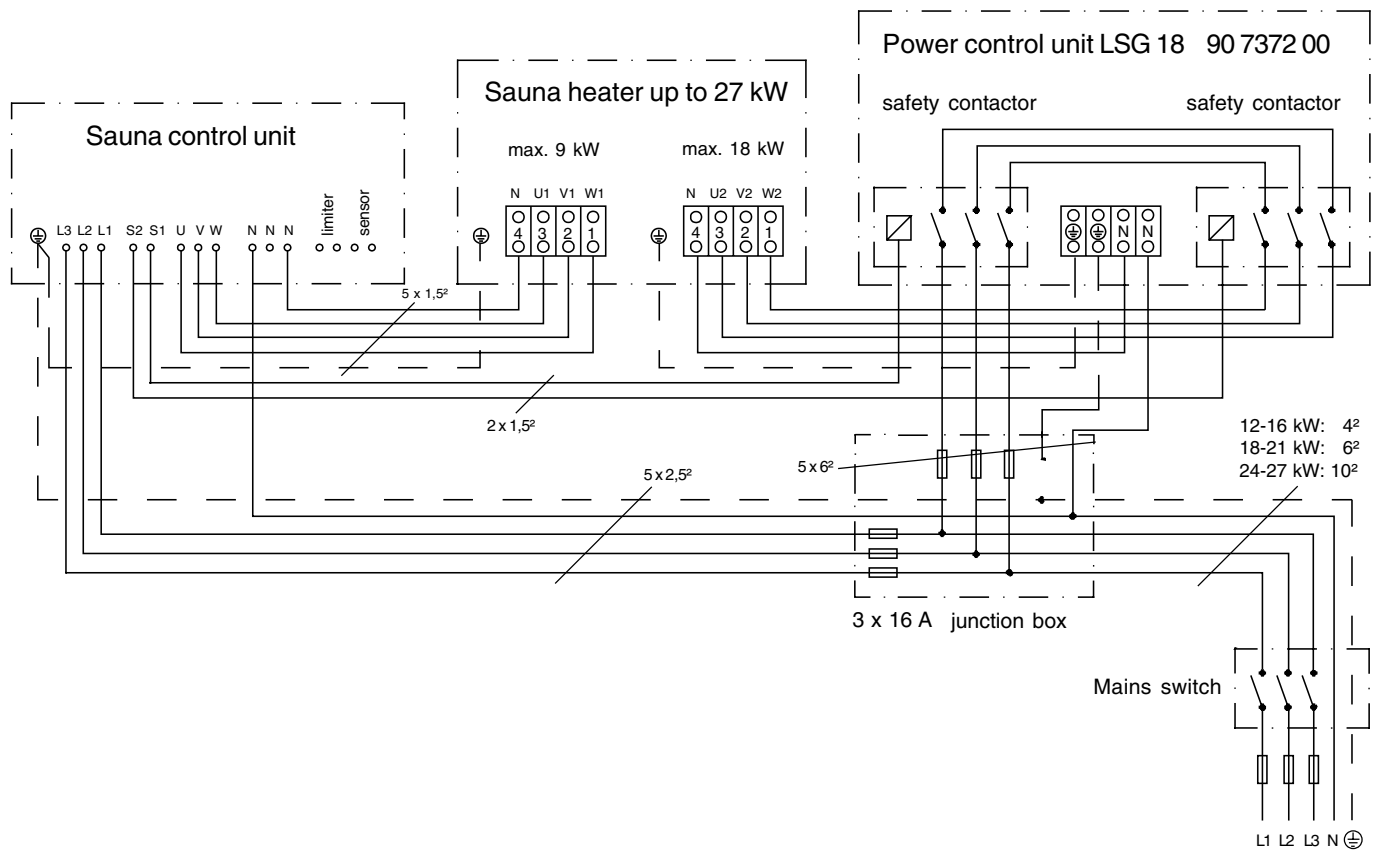 Power control unit LSG 18 90 7372 00
safety contactor safety contactor
Sauna heater up to 27 kW
max. 9 kW max. 18 kW
Sauna control unit
limiter
sensor
N U1 V1 W1
4 3 2 1
N U2 V2 W2
4 3 2 1
N N
L3 L2 L1 S2 S1 U V W N N N
5 x 1,5²
2 x 1,5²
12-16 kW: 4²
18-21 kW: 6²
24-27 kW: 10²
5 x 6²
5 x 2,5²
3 x 16 A junction box
Mains switch
L1 L2 L3 N